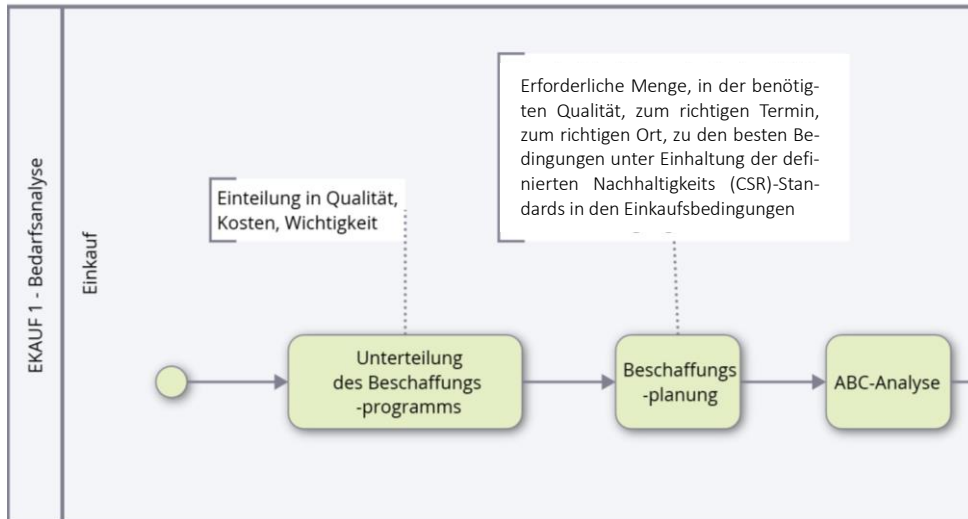 EKAUF 1 - Bedarfsanalyse
Einkauf
Einteilung in Qualität,
Kosten, Wichtigkeit
Erforderliche Menge, in der benötig-
ten Qualität, zum richtigen Termin,
zum richtigen Ort, zu den besten Be-
dingungen unter Einhaltung der defi-
nierten Nachhaltigkeits (CSR)-Stan-
dards in den Einkaufsbedingungen
Unterteilung
des Beschaffungs
-programms
Beschaffungs
-planung
ABC-Analyse